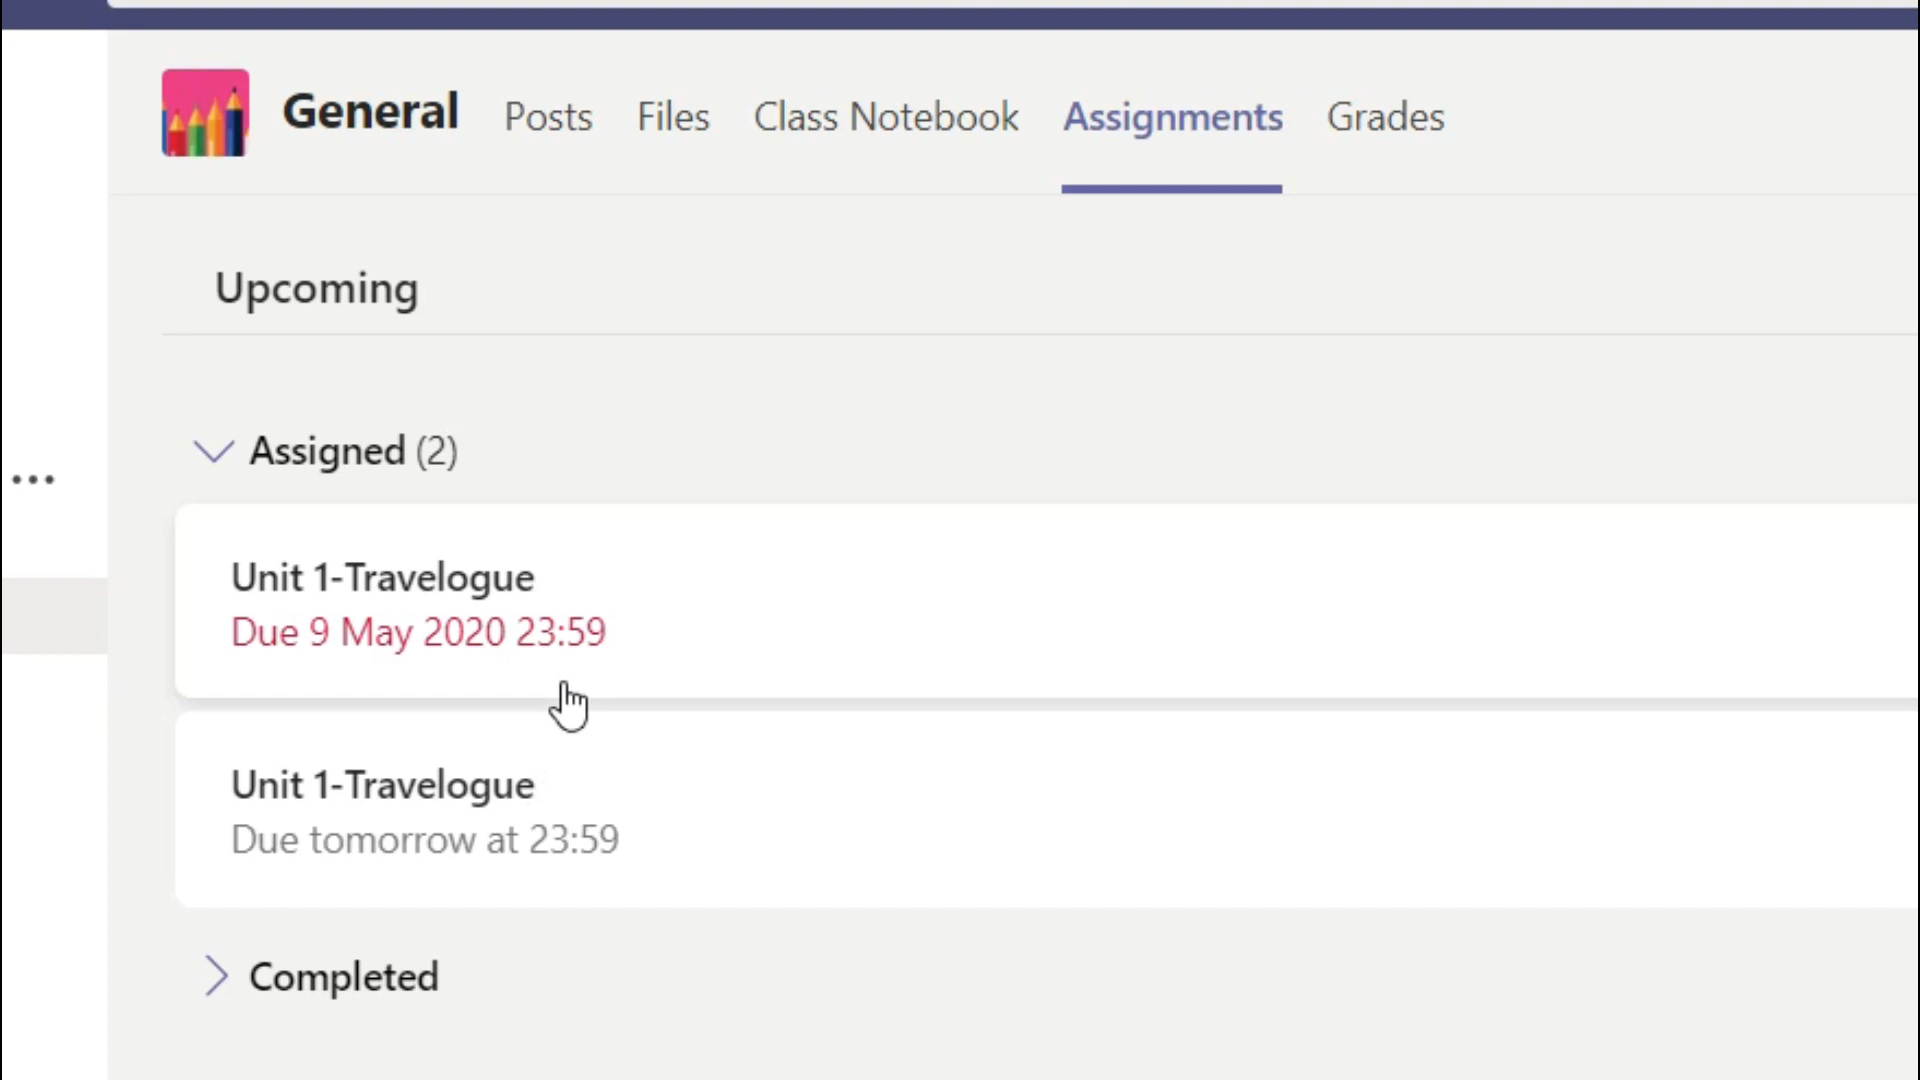 General Posts Files Class Notebook Assignments Grades
Upcoming
Assigned (2)
Unit 1-Travelogue
Due 9 May 2020 23:59
Unit 1-Travelogue
Due tomorrow at 23:59
Completed